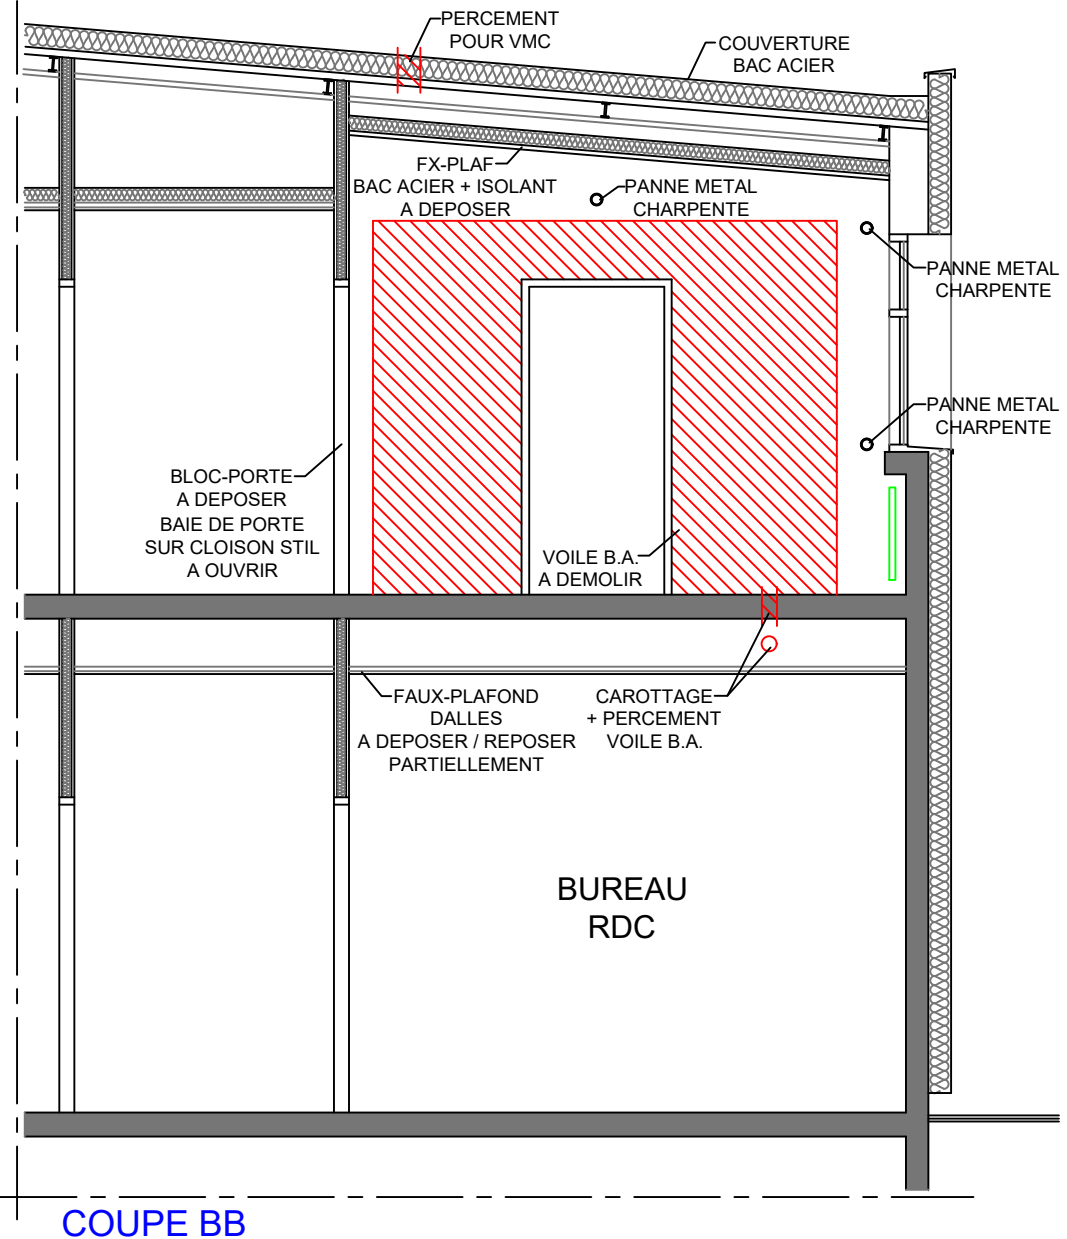 PERCEMENT
POUR VMC
COUVERTURE
BAC ACIER
FX-PLAF
BAC ACIER + ISOLANT
A DEPOSER
PANNE METAL
CHARPENTE
PANNE METAL
CHARPENTE
PANNE METAL
CHARPENTE
BLOC-PORTE
A DEPOSER
BAIE DE PORTE
SUR CLOISON STIL
A OUVRIR
VOILE B.A.
A DEMOLIR
FAUX-PLAFOND
DALLES
A DEPOSER / REPOSER
PARTIELLEMENT
CAROTTAGE
+ PERCEMENT
VOILE B.A.
BUREAU
RDC
COUPE BB